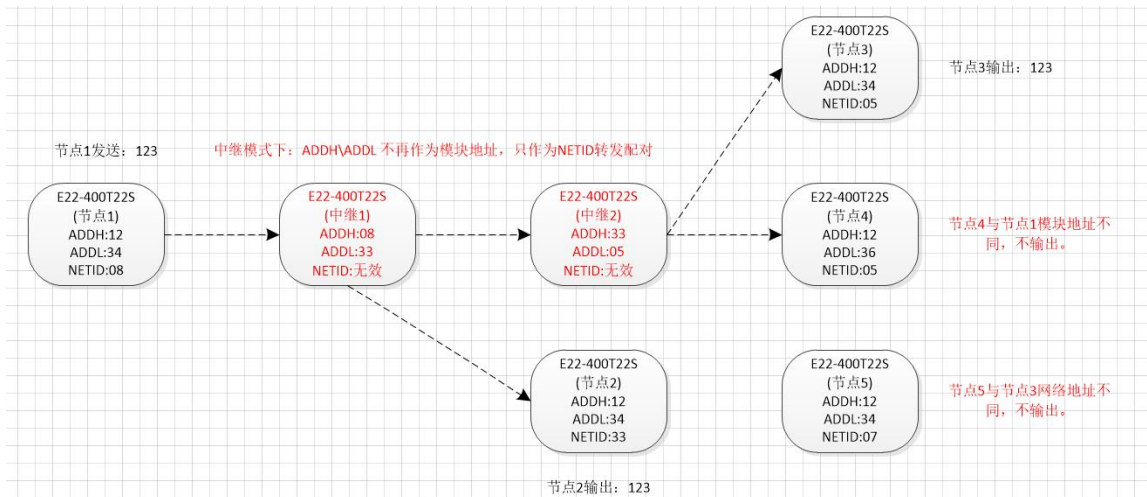 E22-400T22S
(节点3)
ADDH:12
ADDL:34
NETID:05
节点3输出：123
节点1发送：123
中继模式下：ADDH\ADDL 不再作为模块地址，只作为NETID转发配对
E22-400T22S
(节点1)
ADDH:12
ADDL:34
NETID:08
E22-400T22S
(中继1)
ADDH:08
ADDL:33
NETID:无效
E22-400T22S
(中继2)
ADDH:33
ADDL:05
NETID:无效
E22-400T22S
(节点4)
ADDH:12
ADDL:36
NETID:05
节点4与节点1模块地址不
同，不输出。
E22-400T22S
(节点2)
ADDH:12
ADDL:34
NETID:33
E22-400T22S
(节点5)
ADDH:12
ADDL:34
NETID:07
节点5与节点3网络地址不
同，不输出。
节点2输出：123